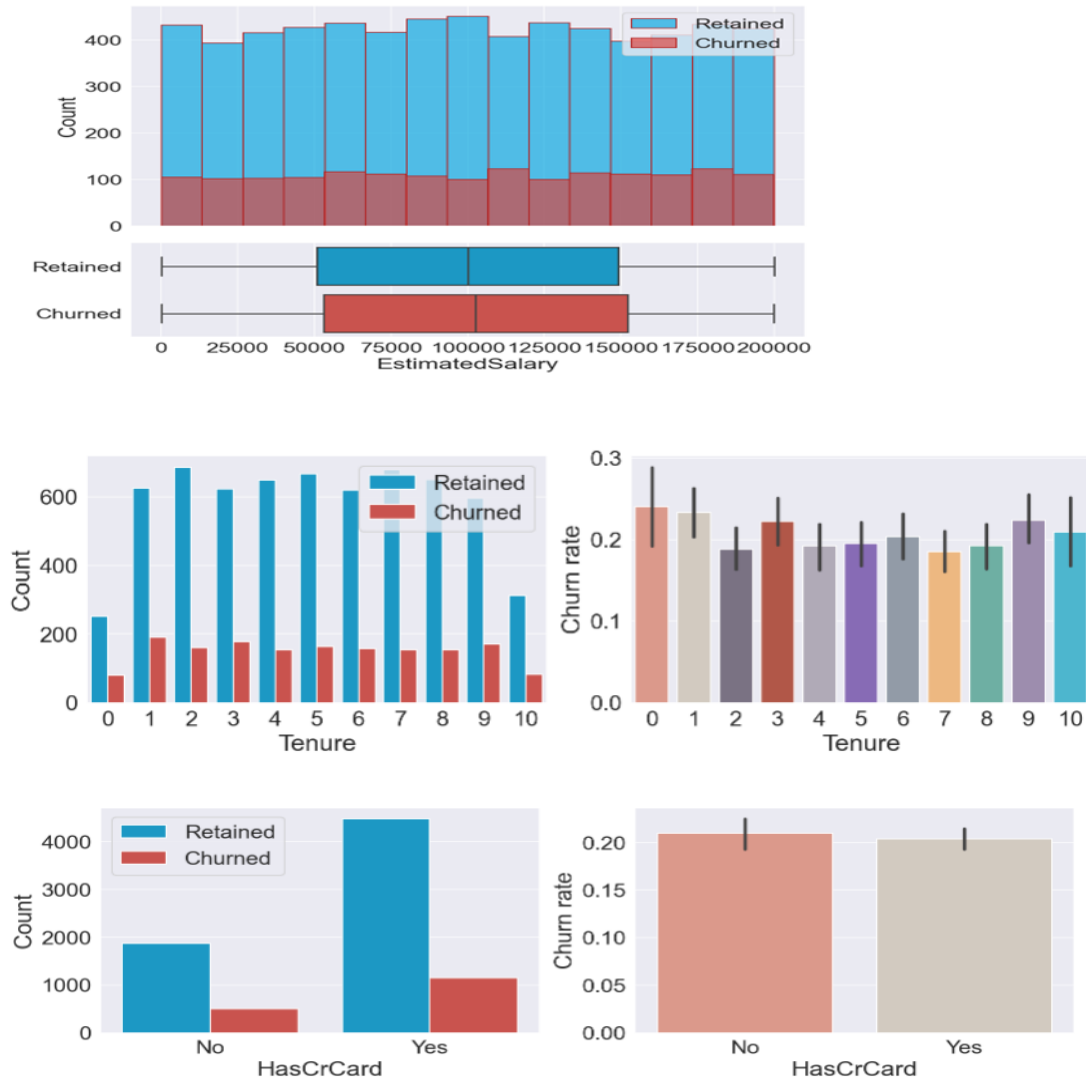 Retained
Churned
400
300
200
100
0
Count
Retained
Churned
0 25000 50000 75000 100000 125000 150000 175000 200000
EstimatedSalary
Retained
Churned
600
400
200
0
Count
0 1 2 3 4 5 6 7 8 9 10
Tenure
0.3
0.2
0.1
0.0
Churn rate
0 1 2 3 4 5 6 7 8 9 10
Tenure
Retained
Churned
4000
3000
2000
1000
0
Count
No Yes
HasCrCard
0.20
0.15
0.10
0.05
0.00
Churn rate
No Yes
HasCrCard